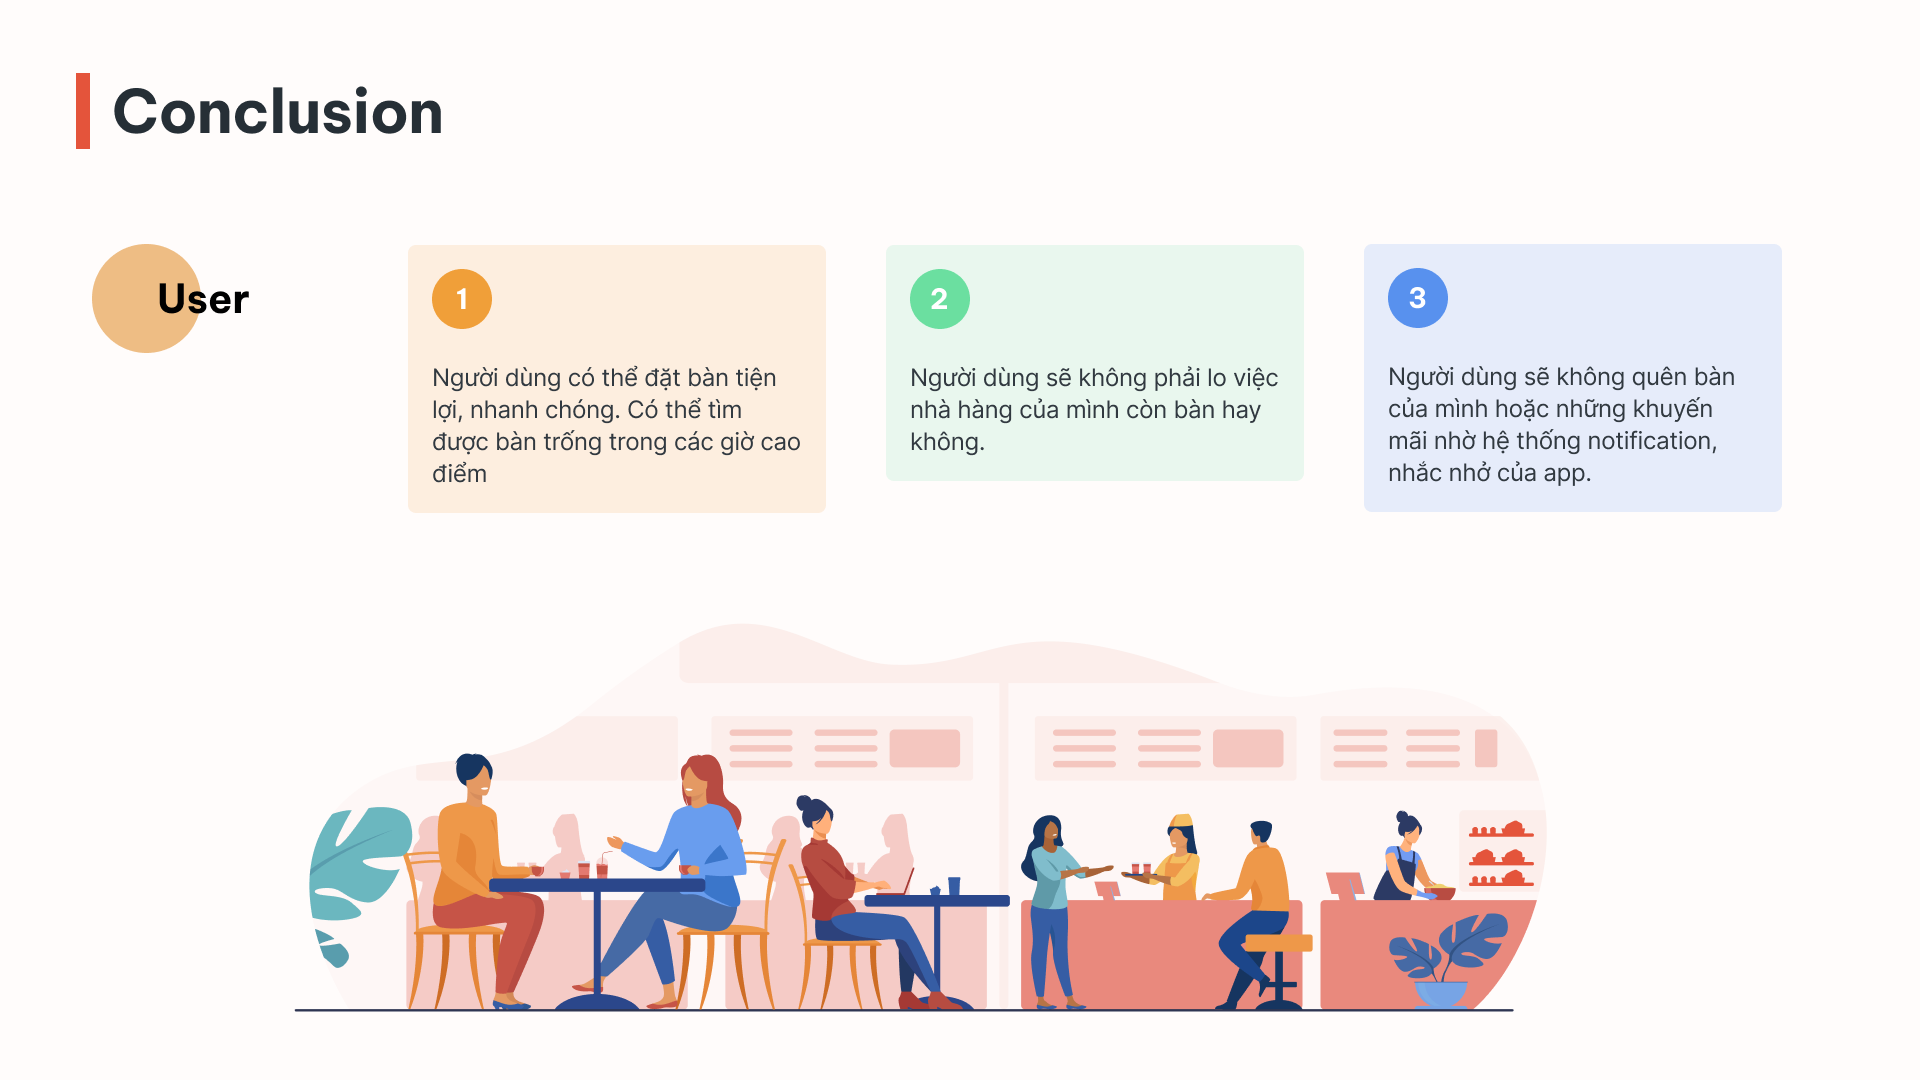 Conclusion
User
1
Người dùng có thể đặt bàn tiện
lợi, nhanh chóng. Có thể tìm
được bàn trống trong các giờ cao
điểm
2
Người dùng sẽ không phải lo việc
nhà hàng của mình còn bàn hay
không.
3
Người dùng sẽ không quên bàn
của mình hoặc những khuyến
mãi nhờ hệ thống notification,
nhắc nhở của app.